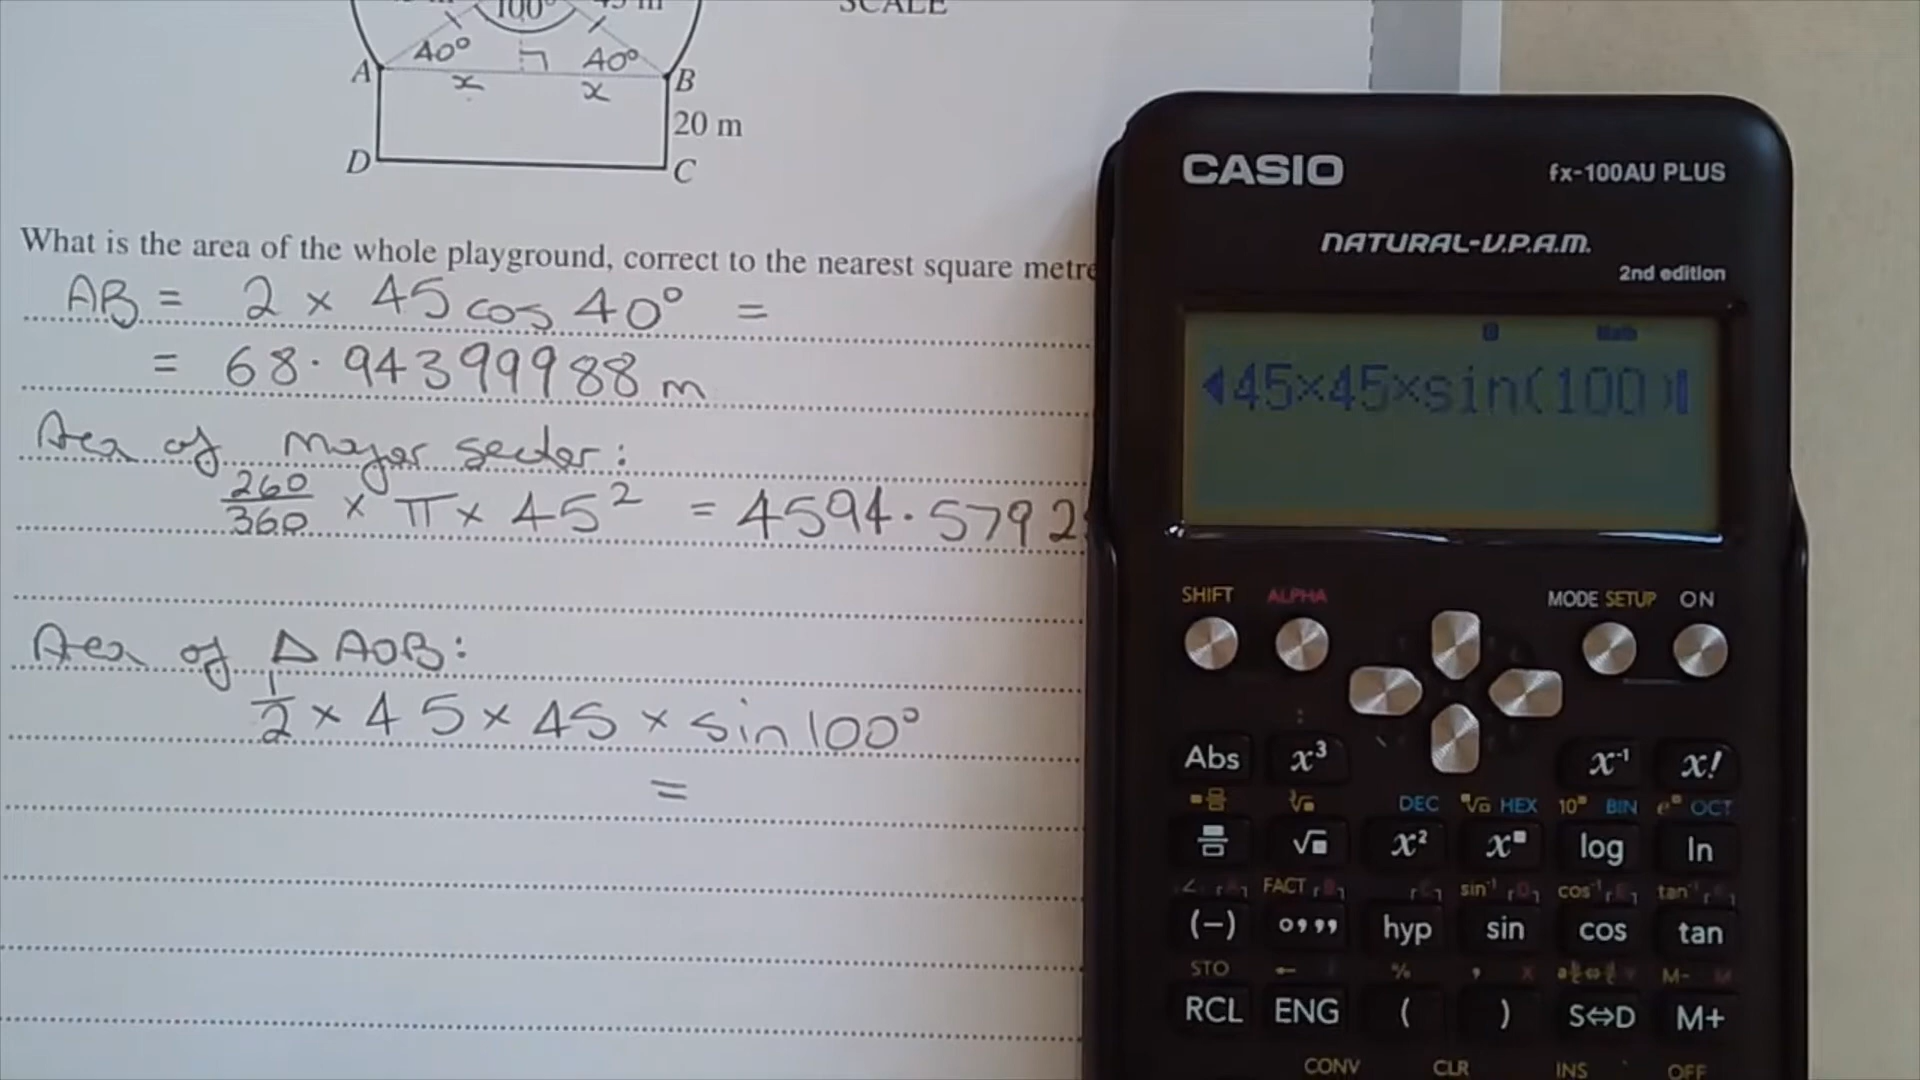 100°
SCALE
40° 40°
A x x B
20 m
D C
What is the area of the whole playground, correct to the nearest square metre
AB = 2 × 45 cos 40° =
= 68.94399988 m
Area of major sector:
260/360 × π × 45² = 4594.5792
Area of Δ AOB:
1/2 × 45 × 45 × sin 100°
=
CASIO fx-100AU PLUS
NATURAL-V.P.A.M.
2nd edition
D Math
45×45×sin(100)
SHIFT ALPHA MODE SETUP ON
Abs x³ x⁻¹ x!
DEC HEX 10 BIN e OCT
x² log ln
FACT sin⁻¹ cos⁻¹ tan⁻¹
(−) hyp sin cos tan
STO ← % , M- M
RCL ENG ( ) S⇔D M+
CONV CLR INS OFF